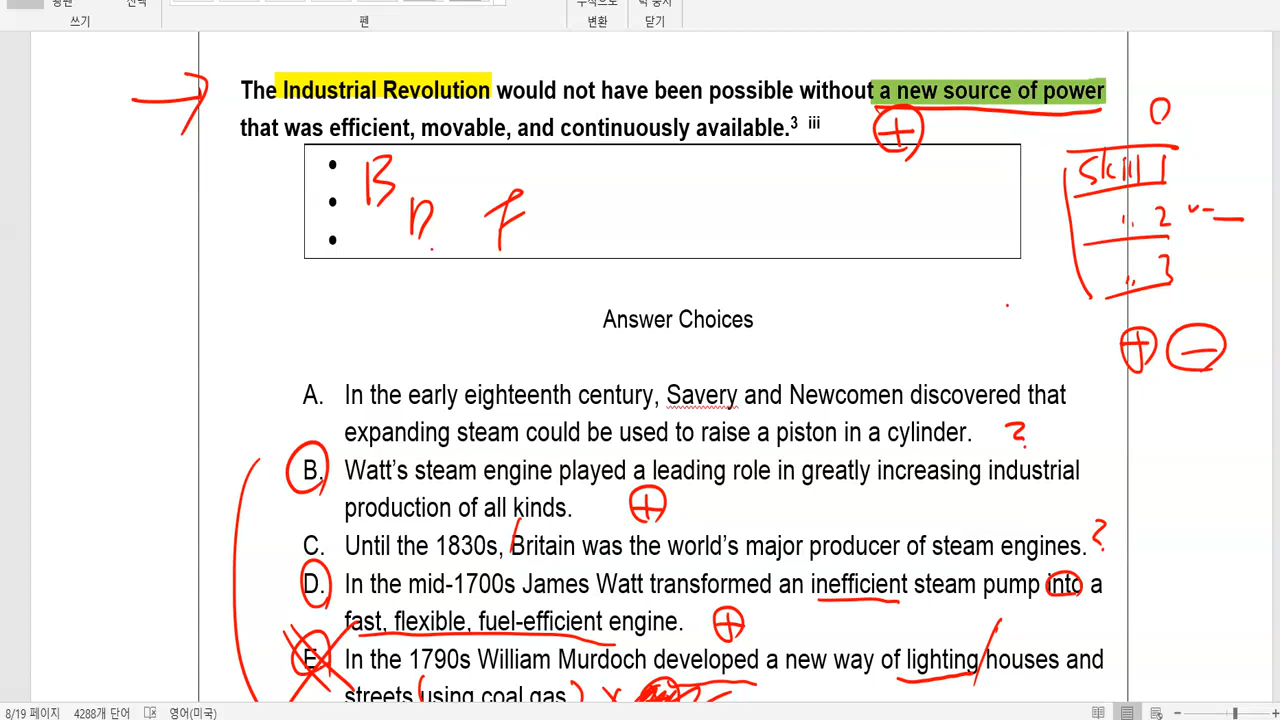 쓰기
펜
변환
닫기
The Industrial Revolution would not have been possible without a new source of power
that was efficient, movable, and continuously available.³ ⁱⁱⁱ
B
D.
F
O
Skill 1
.. 2
.. 3
Answer Choices
A. In the early eighteenth century, Savery and Newcomen discovered that
expanding steam could be used to raise a piston in a cylinder. ?
B. Watt's steam engine played a leading role in greatly increasing industrial
production of all kinds.
C. Until the 1830s, Britain was the world's major producer of steam engines. ?
D. In the mid-1700s James Watt transformed an inefficient steam pump into a
fast, flexible, fuel-efficient engine.
E. In the 1790s William Murdoch developed a new way of lighting houses and
streets using coal gas.
8/19 페이지 4288개 단어 영어(미국)